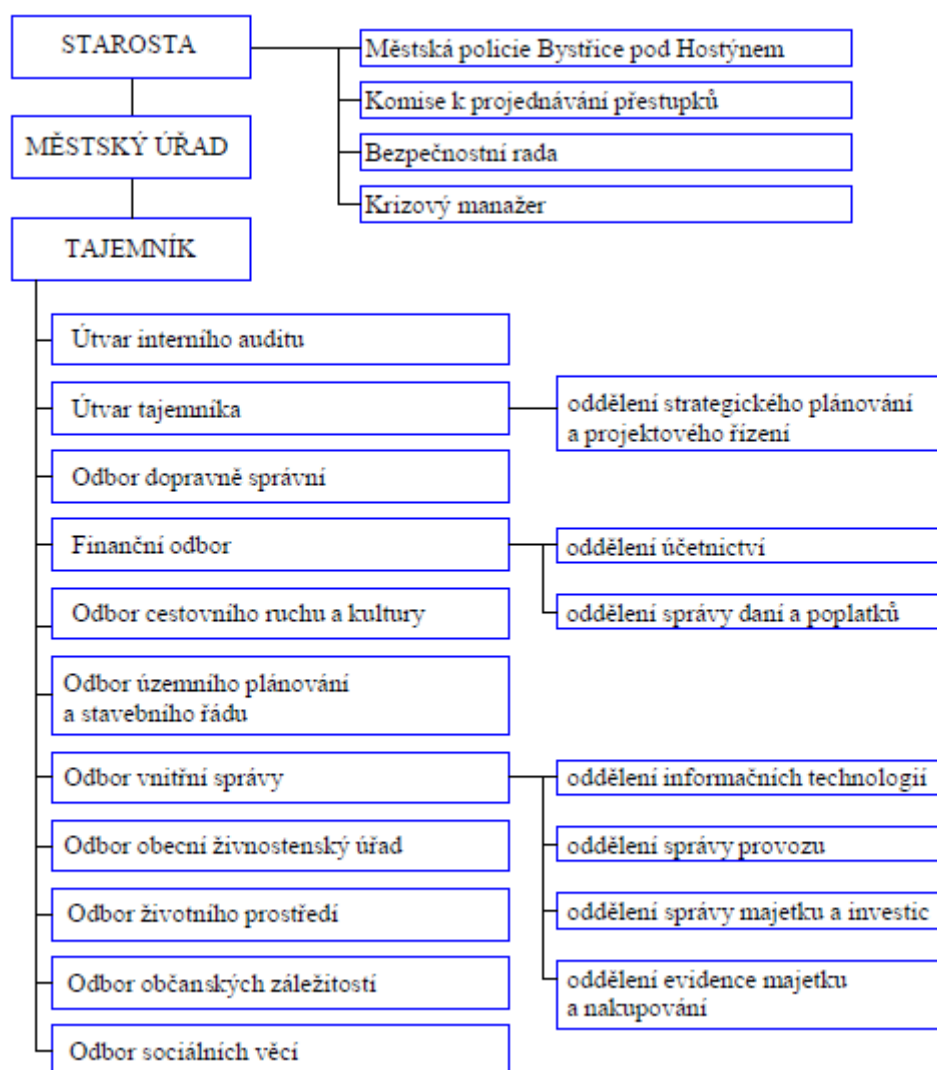 STAROSTA
Městská policie Bystřice pod Hostýnem
Komise k projednávání přestupků
MĚSTSKÝ ÚŘAD
Bezpečnostní rada
Krizový manažer
TAJEMNÍK
Útvar interního auditu
Útvar tajemníka
oddělení strategického plánování
a projektového řízení
Odbor dopravně správní
Finanční odbor
oddělení účetnictví
Odbor cestovního ruchu a kultury
oddělení správy daní a poplatků
Odbor územního plánování
a stavebního řádu
Odbor vnitřní správy
oddělení informačních technologií
Odbor obecní živnostenský úřad
oddělení správy provozu
Odbor životního prostředí
oddělení správy majetku a investic
Odbor občanských záležitostí
oddělení evidence majetku
a nakupování
Odbor sociálních věcí